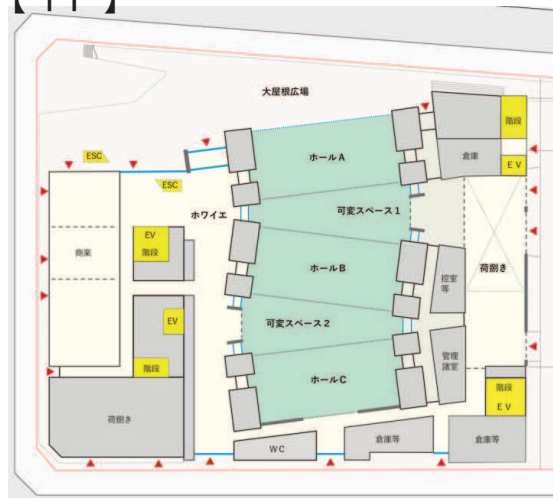 大屋根広場
ESC
ESC
ホールA
階段
倉庫
EV
可変スペース1
ホワイエ
商業
EV
階段
ホールB
控室
等
荷捌き
EV
可変スペース2
管理
諸室
階段
ホールC
階段
EV
荷捌き
WC
倉庫等
倉庫等